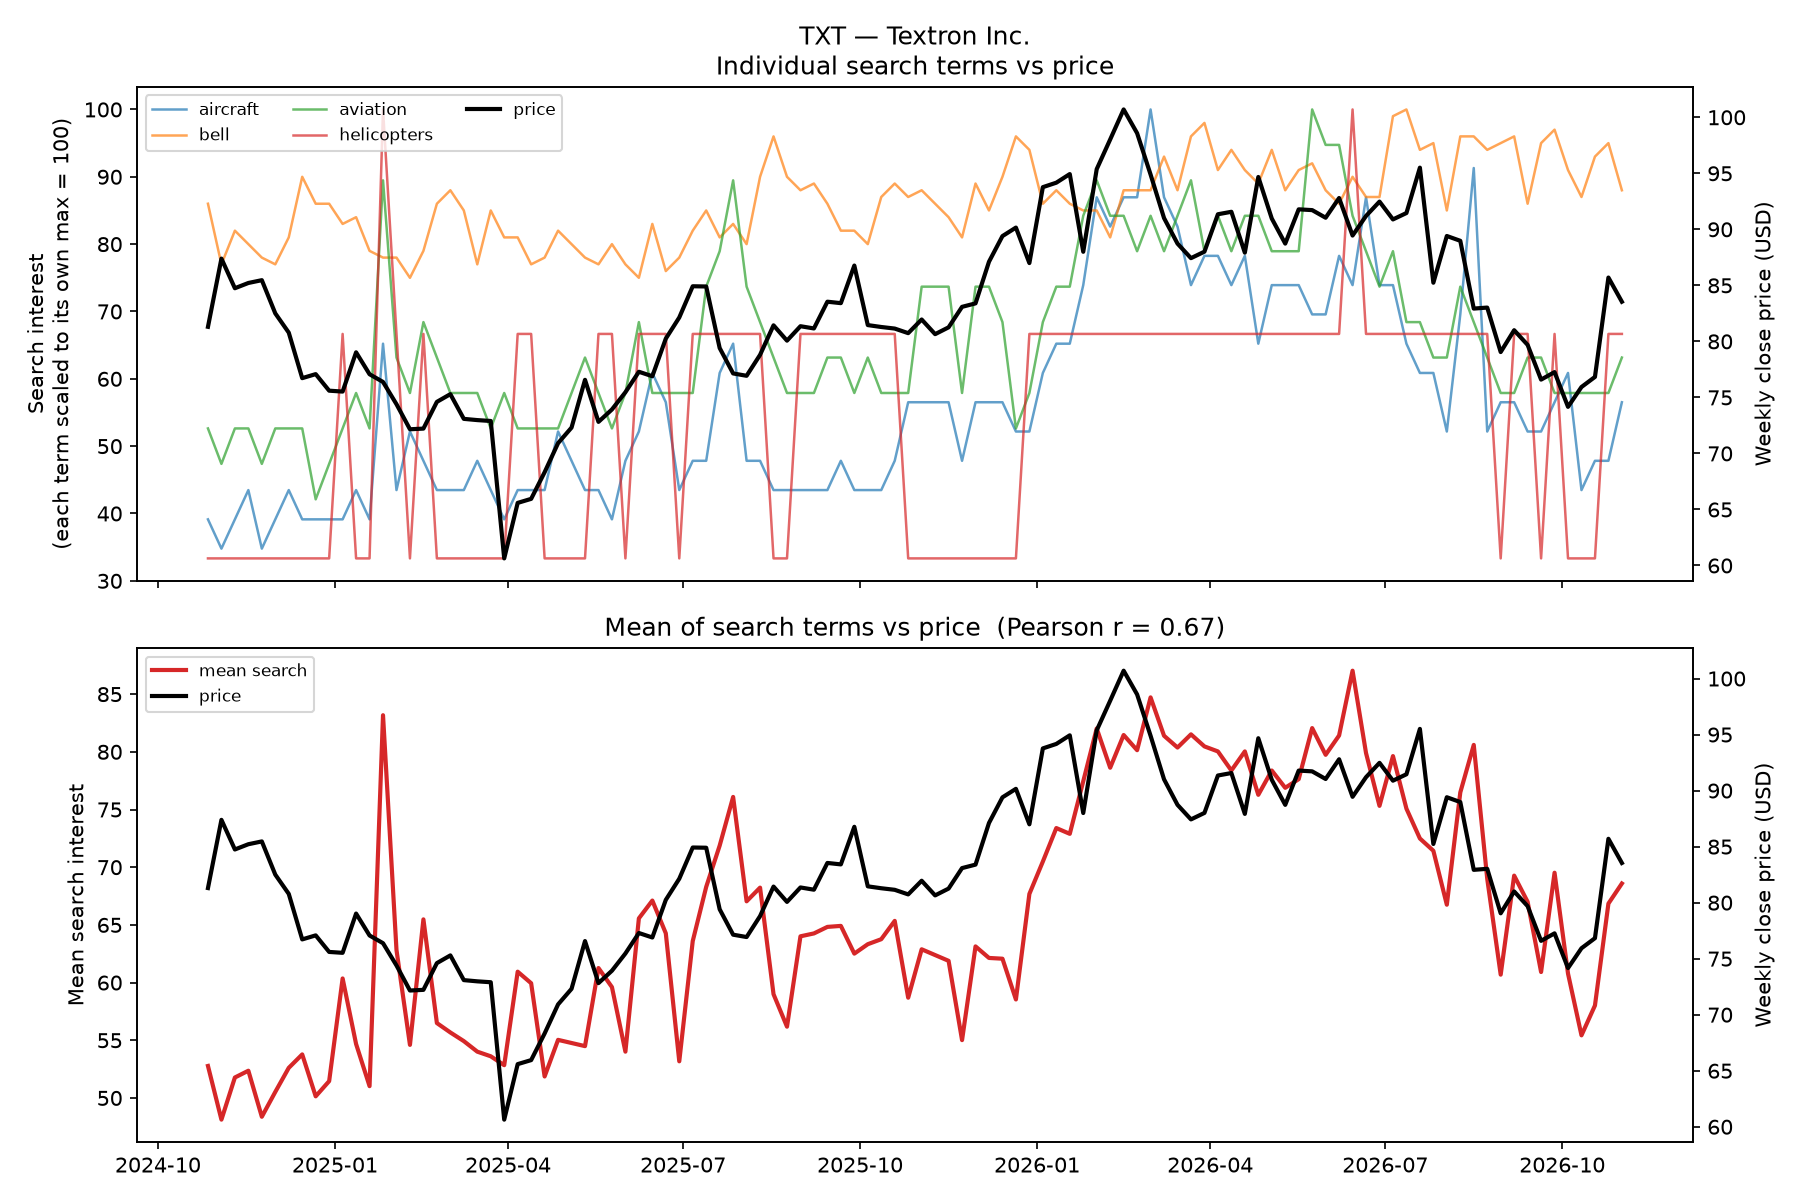 TXT — Textron Inc.
Individual search terms vs price
aircraft
bell
aviation
helicopters
price
Search interest
(each term scaled to its own max = 100)
100
90
80
70
60
50
40
30
100
95
90
85
80
75
70
65
60
Weekly close price (USD)
Mean of search terms vs price (Pearson r = 0.67)
mean search
price
Mean search interest
85
80
75
70
65
60
55
50
100
95
90
85
80
75
70
65
60
Weekly close price (USD)
2024-10
2025-01
2025-04
2025-07
2025-10
2026-01
2026-04
2026-07
2026-10